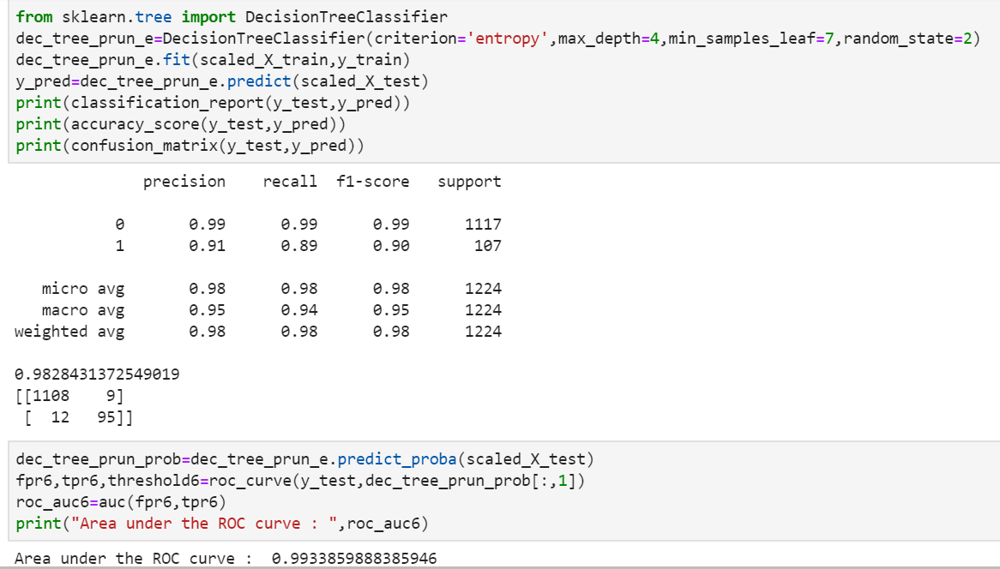 from sklearn.tree import DecisionTreeClassifier
dec_tree_prun_e=DecisionTreeClassifier(criterion='entropy',max_depth=4,min_samples_leaf=7,random_state=2)
dec_tree_prun_e.fit(scaled_X_train,y_train)
y_pred=dec_tree_prun_e.predict(scaled_X_test)
print(classification_report(y_test,y_pred))
print(accuracy_score(y_test,y_pred))
print(confusion_matrix(y_test,y_pred))
              precision    recall  f1-score   support
           0       0.99      0.99      0.99      1117
           1       0.91      0.89      0.90       107
   micro avg       0.98      0.98      0.98      1224
   macro avg       0.95      0.94      0.95      1224
weighted avg       0.98      0.98      0.98      1224
0.9828431372549019
[[1108    9]
 [  12   95]]
dec_tree_prun_prob=dec_tree_prun_e.predict_proba(scaled_X_test)
fpr6,tpr6,threshold6=roc_curve(y_test,dec_tree_prun_prob[:,1])
roc_auc6=auc(fpr6,tpr6)
print("Area under the ROC curve : ",roc_auc6)
Area under the ROC curve :  0.9933859888385946